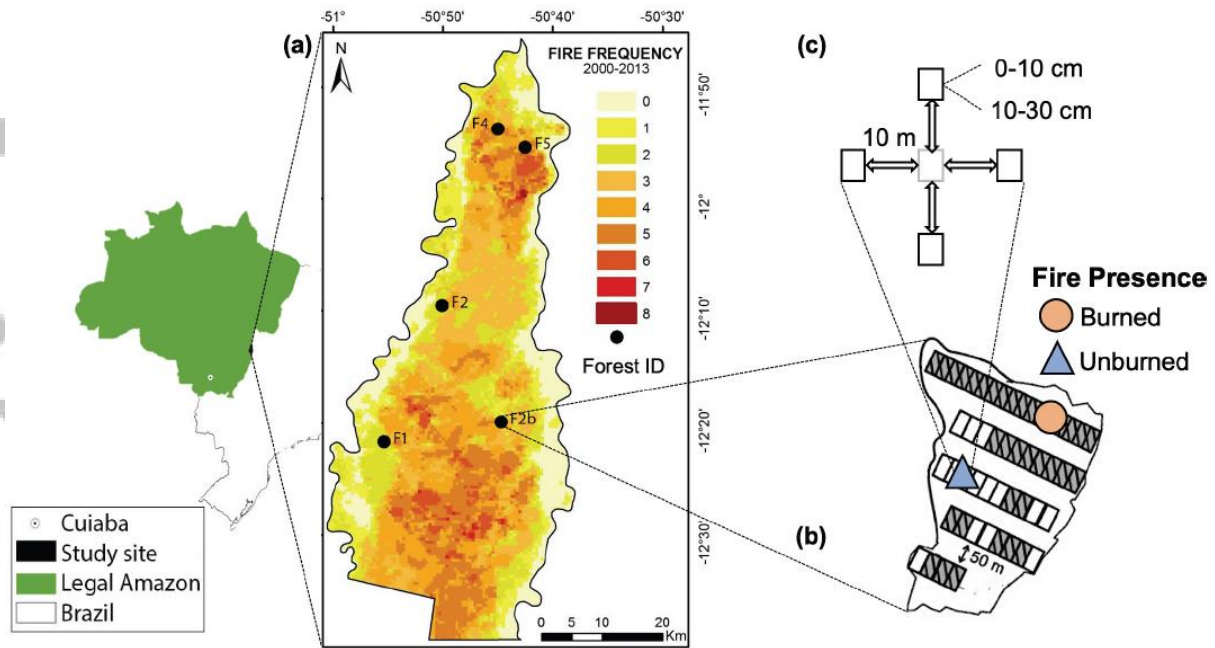 -1°
-50°50'
-50°40'
-50°30'
(a)
N
FIRE FREQUENCY
2000-2013
0
1
2
3
4
5
6
7
8
Forest ID
F4
F5
F2
F2b
F1
-11°50'
-12°
-12°10'
-12°20'
-12°30'
0
10
20
Km
Cuiaba
Study site
Legal Amazon
Brazil
(c)
0-10 cm
10-30 cm
10 m
Fire Presence
Burned
Unburned
(b)
50 m